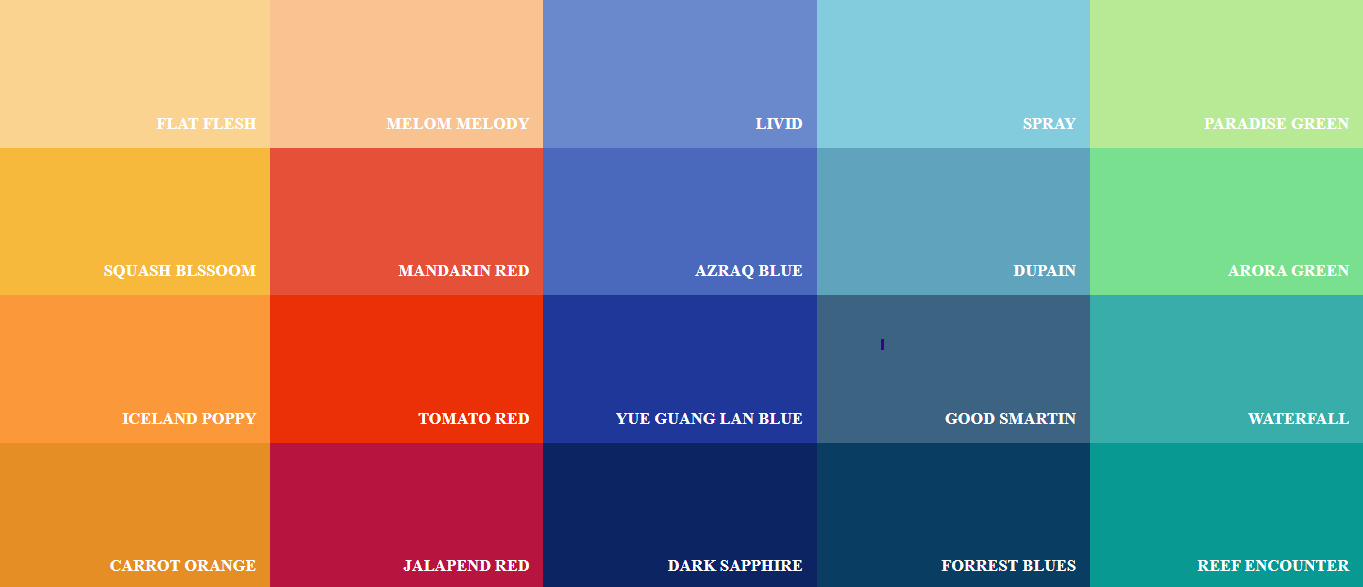 FLAT FLESH
MELOM MELODY
LIVID
SPRAY
PARADISE GREEN
SQUASH BLSSOOM
MANDARIN RED
AZRAQ BLUE
DUPAIN
ARORA GREEN
ICELAND POPPY
TOMATO RED
YUE GUANG LAN BLUE
GOOD SMARTIN
WATERFALL
CARROT ORANGE
JALAPEND RED
DARK SAPPHIRE
FORREST BLUES
REEF ENCOUNTER